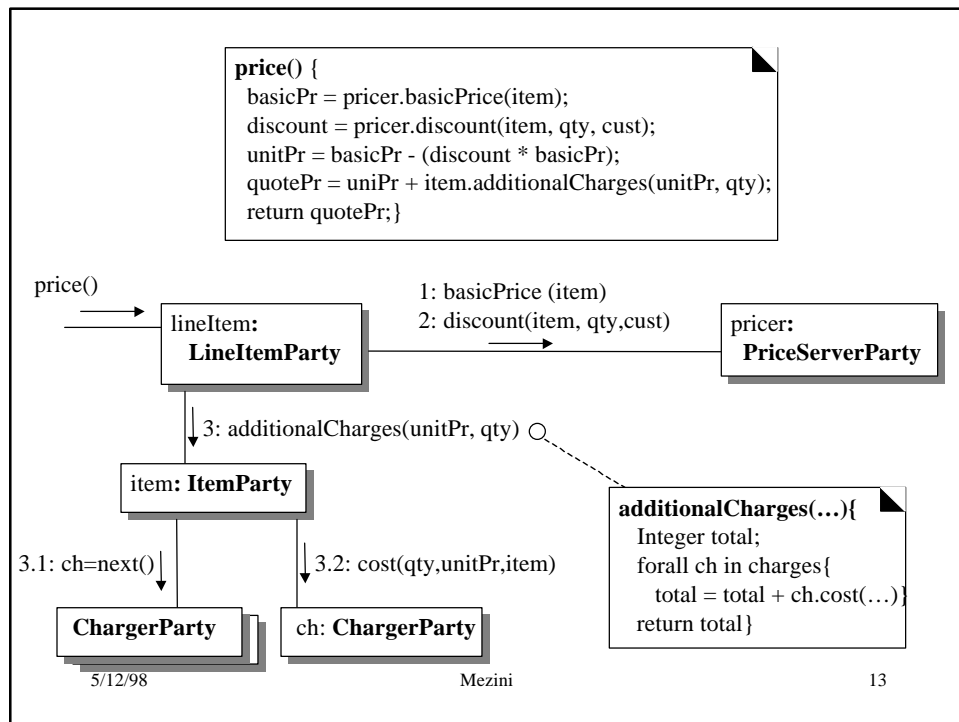 price() {
basicPr = pricer.basicPrice(item);
discount = pricer.discount(item, qty, cust);
unitPr = basicPr - (discount * basicPr);
quotePr = uniPr + item.additionalCharges(unitPr, qty);
return quotePr;}
price()
1: basicPrice (item)
2: discount(item, qty,cust)
lineItem:
LineItemParty
pricer:
PriceServerParty
3: additionalCharges(unitPr, qty)
item: ItemParty
additionalCharges(…){
Integer total;
forall ch in charges{
total = total + ch.cost(…)}
return total}
3.1: ch=next()
3.2: cost(qty,unitPr,item)
ChargerParty
ch: ChargerParty
5/12/98
Mezini
13